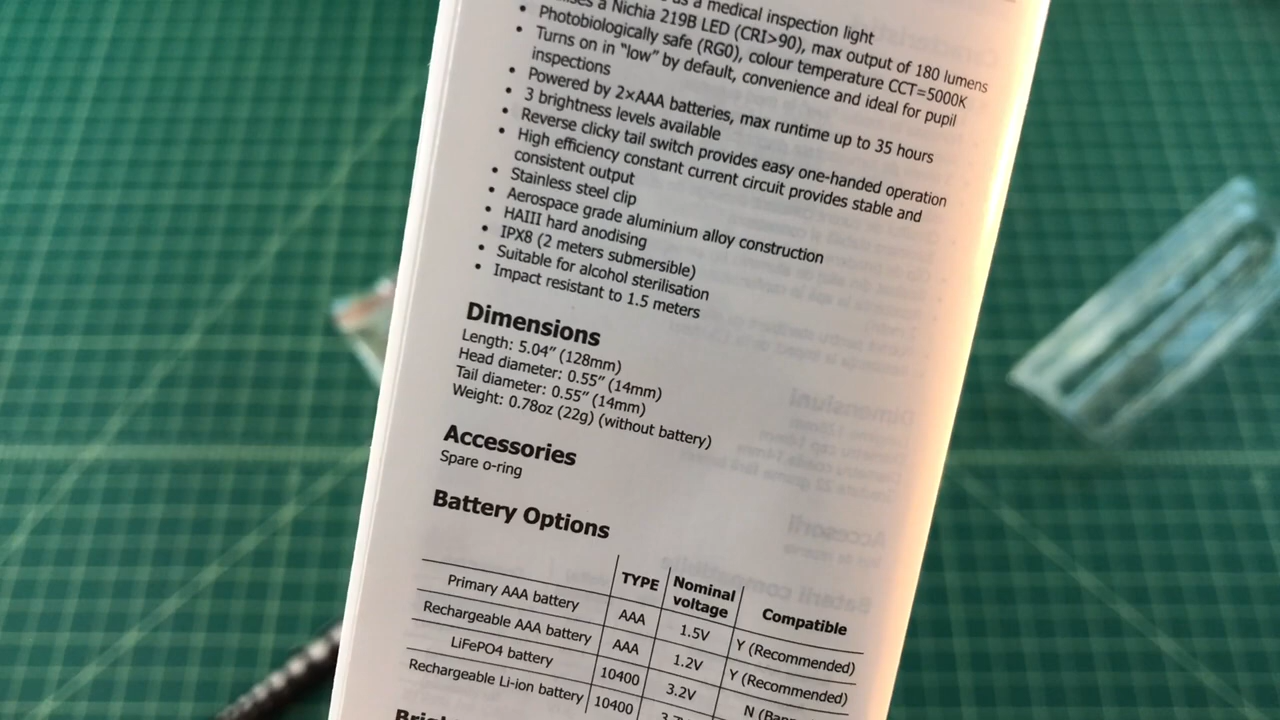 as a medical inspection light
• Utilises a Nichia 219B LED (CRI>90), max output of 180 lumens
• Photobiologically safe (RG0), colour temperature CCT=5000K
• Turns on in “low” by default, convenience and ideal for pupil
inspections
• Powered by 2×AAA batteries, max runtime up to 35 hours
• 3 brightness levels available
• Reverse clicky tail switch provides easy one-handed operation
• High efficiency constant current circuit provides stable and
consistent output
• Stainless steel clip
• Aerospace grade aluminium alloy construction
• HAIII hard anodising
• IPX8 (2 meters submersible)
• Suitable for alcohol sterilisation
• Impact resistant to 1.5 meters
Dimensions
Length: 5.04” (128mm)
Head diameter: 0.55” (14mm)
Tail diameter: 0.55” (14mm)
Weight: 0.78oz (22g) (without battery)
Accessories
Spare o-ring
Battery Options
TYPE Nominal voltage Compatible
Primary AAA battery AAA 1.5V Y (Recommended)
Rechargeable AAA battery AAA 1.2V Y (Recommended)
LiFePO4 battery 10400 3.2V N
Rechargeable Li-ion battery 10400